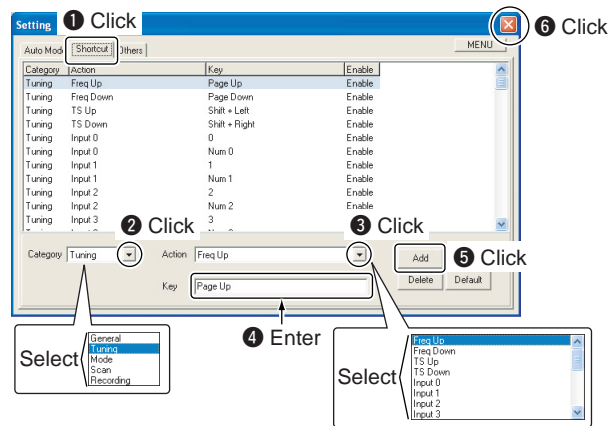 Setting ❶ Click ❻ Click
Auto Mode Shortcut Others MENU
Category Action Key Enable
Tuning Freq Up Page Up Enable
Tuning Freq Down Page Down Enable
Tuning TS Up Shift + Left Enable
Tuning TS Down Shift + Right Enable
Tuning Input 0 0 Enable
Tuning Input 0 Num 0 Enable
Tuning Input 1 1 Enable
Tuning Input 1 Num 1 Enable
Tuning Input 2 2 Enable
Tuning Input 2 Num 2 Enable
Tuning Input 3 3 Enable
❷ Click ❸ Click
Category Tuning Action Freq Up Add ❺ Click
Key Page Up Delete Default
❹ Enter
Select
General
Tuning
Mode
Scan
Recording
Select
Freq Up
Freq Down
TS Up
TS Down
Input 0
Input 1
Input 2
Input 3